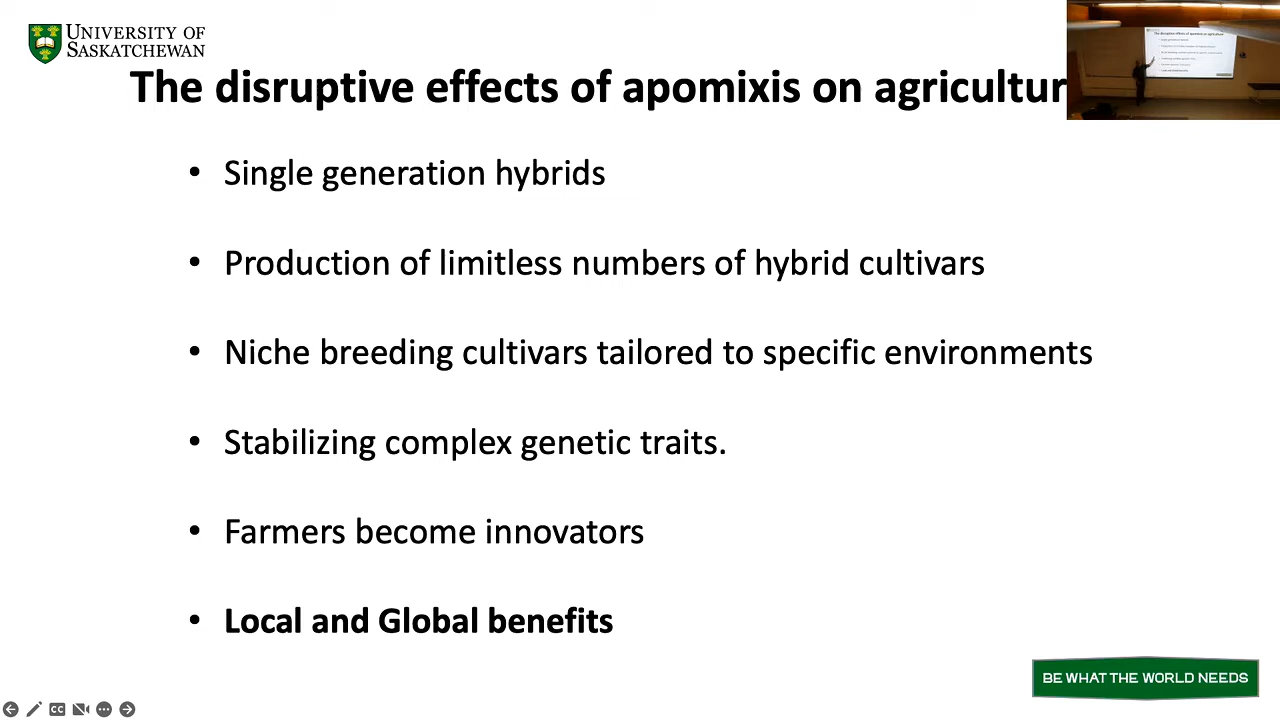 UNIVERSITY OF
SASKATCHEWAN
The disruptive effects of apomixis on agricultur
• Single generation hybrids
• Production of limitless numbers of hybrid cultivars
• Niche breeding cultivars tailored to specific environments
• Stabilizing complex genetic traits.
• Farmers become innovators
• Local and Global benefits
BE WHAT THE WORLD NEEDS
CC